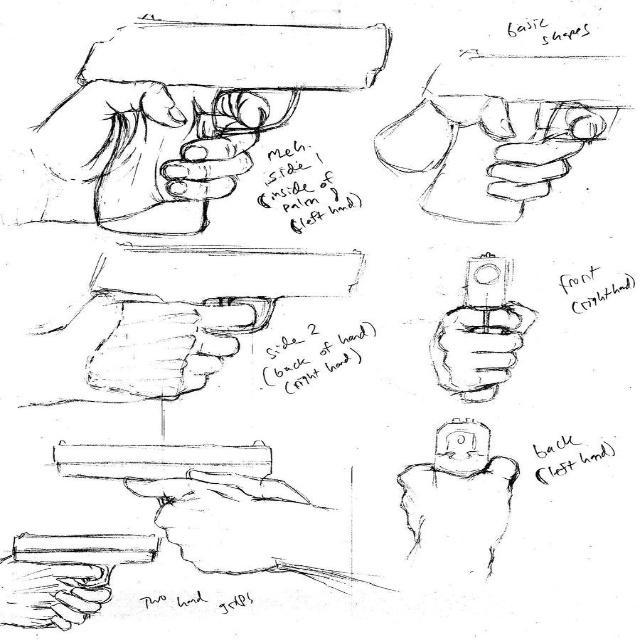 basic
shapes
meh.
side 1
(inside of
palm)
(left hand)
side 2
(back of hand)
(right hand)
front
(right hand)
back
(left hand)
Two hand grips